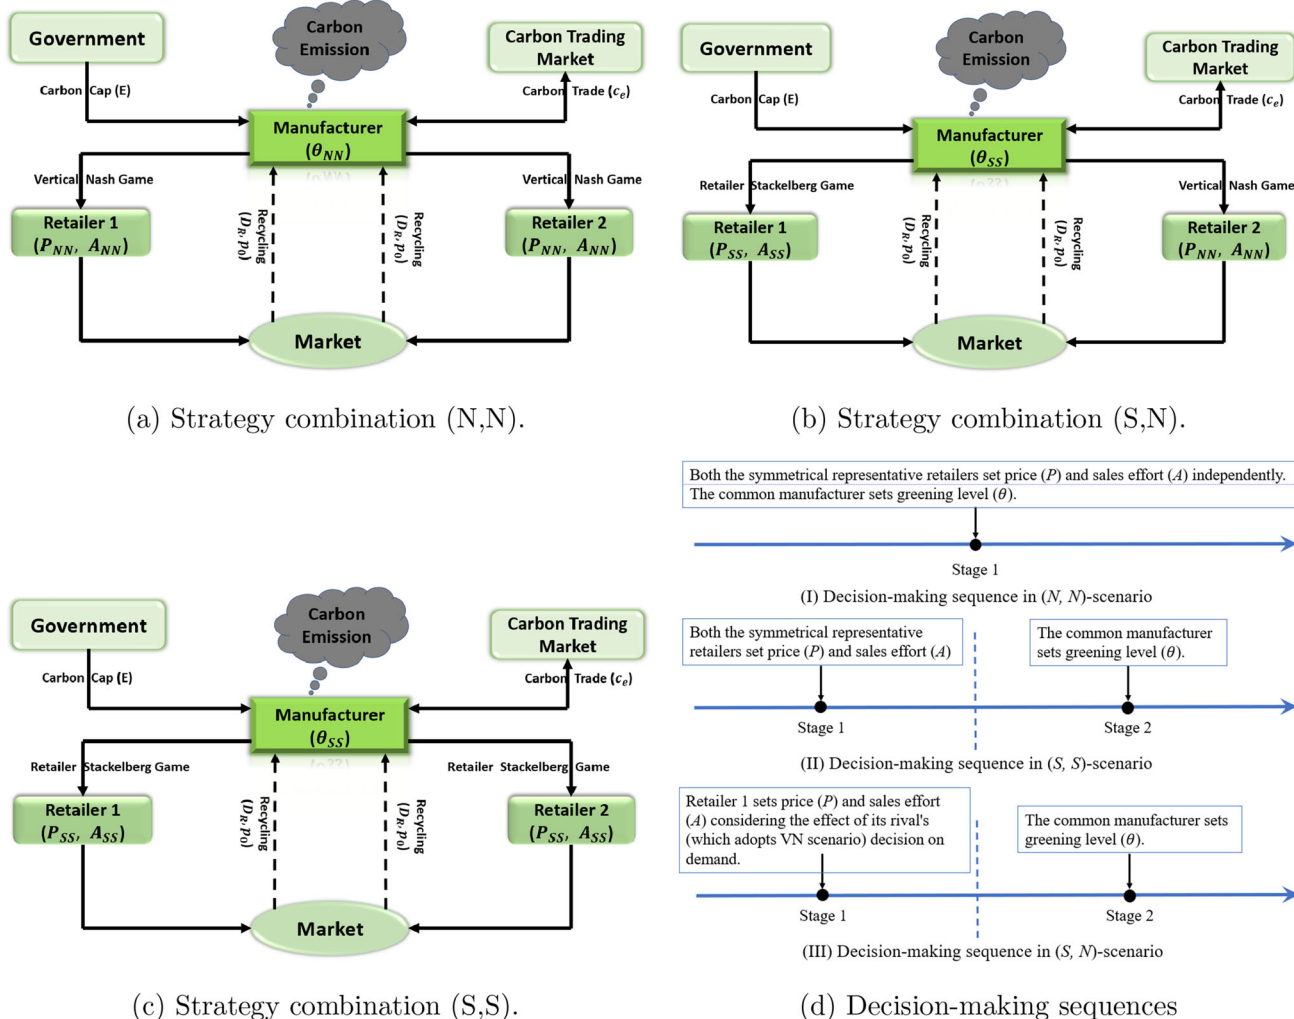 Government
Carbon Cap (E)
Carbon
Emission
Carbon Trading
Market
Carbon Trade (c_e)
Manufacturer
(θ_NN)
Vertical Nash Game
Vertical Nash Game
Retailer 1
(P_NN, A_NN)
Recycling
(D_R, p_0)
Recycling
(D_R, p_0)
Retailer 2
(P_NN, A_NN)
Market
(a) Strategy combination (N,N).
Government
Carbon Cap (E)
Carbon
Emission
Carbon Trading
Market
Carbon Trade (c_e)
Manufacturer
(θ_SS)
Retailer Stackelberg Game
Vertical Nash Game
Retailer 1
(P_SS, A_SS)
Recycling
(D_R, p_0)
Recycling
(D_R, p_0)
Retailer 2
(P_NN, A_NN)
Market
(b) Strategy combination (S,N).
Government
Carbon Cap (E)
Carbon
Emission
Carbon Trading
Market
Carbon Trade (c_e)
Manufacturer
(θ_SS)
Retailer Stackelberg Game
Retailer Stackelberg Game
Retailer 1
(P_SS, A_SS)
Recycling
(D_R, p_0)
Recycling
(D_R, p_0)
Retailer 2
(P_SS, A_SS)
Market
(c) Strategy combination (S,S).
Both the symmetrical representative retailers set price (P) and sales effort (A) independently.
The common manufacturer sets greening level (θ).
Stage 1
(I) Decision-making sequence in (N, N)-scenario
Both the symmetrical representative
retailers set price (P) and sales effort (A)
The common manufacturer
sets greening level (θ).
Stage 1
Stage 2
(II) Decision-making sequence in (S, S)-scenario
Retailer 1 sets price (P) and sales effort
(A) considering the effect of its rival's
(which adopts VN scenario) decision on
demand.
The common manufacturer sets
greening level (θ).
Stage 1
Stage 2
(III) Decision-making sequence in (S, N)-scenario
(d) Decision-making sequences